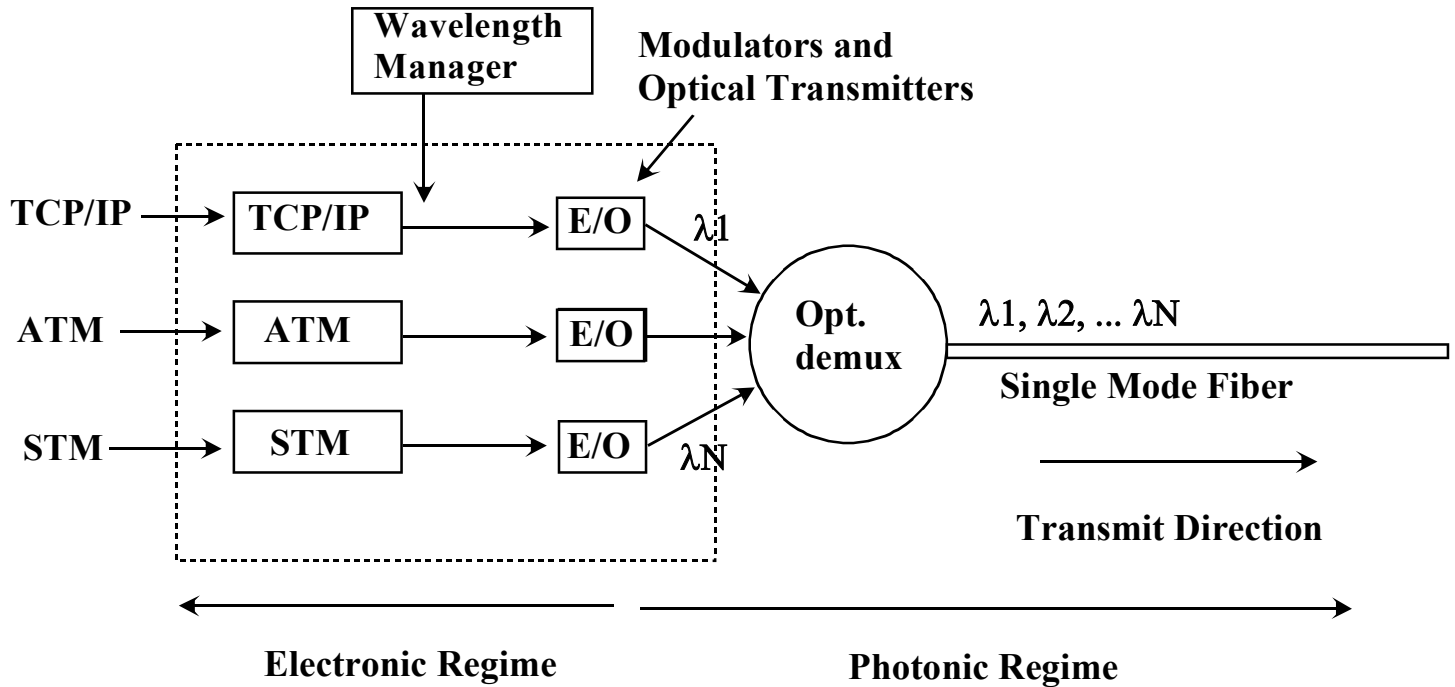 Wavelength
Manager
Modulators and
Optical Transmitters
TCP/IP
TCP/IP
E/O
λ1
ATM
ATM
E/O
Opt.
demux
λ1, λ2, ... λN
Single Mode Fiber
STM
STM
E/O
λN
Transmit Direction
Electronic Regime
Photonic Regime